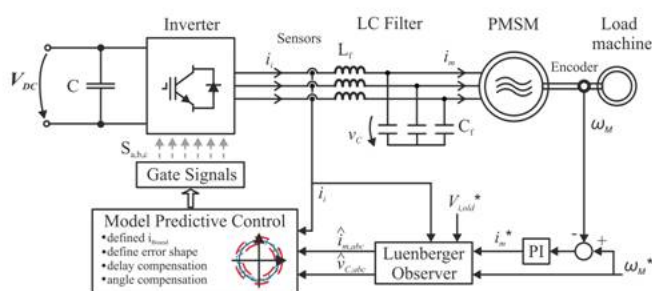 Inverter
LC Filter
PMSM
Load machine
Sensors
Encoder
V_DC
C
i_i
L_f
i_m
v_C
C_f
ω_M
S_a,b,c
Gate Signals
i_i
V_i,old*
Model Predictive Control
•defined i_Bound
•define error shape
•delay compensation
•angle compensation
î_m,abc
v̂_C,abc
Luenberger Observer
i_m*
PI
-
+
ω_M*